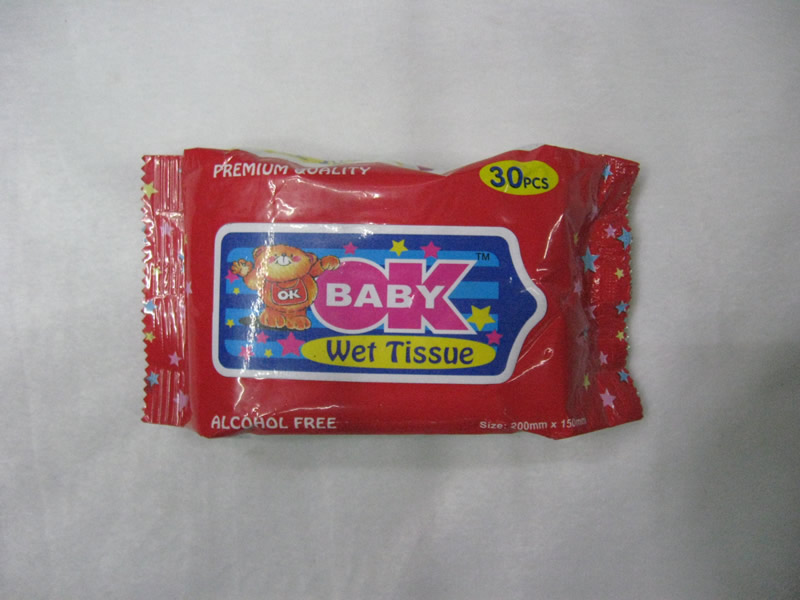 PREMIUM QUALITY
30PCS
OK
BABY
OK
TM
Wet Tissue
ALCOHOL FREE
Size: 200mm x 150mm